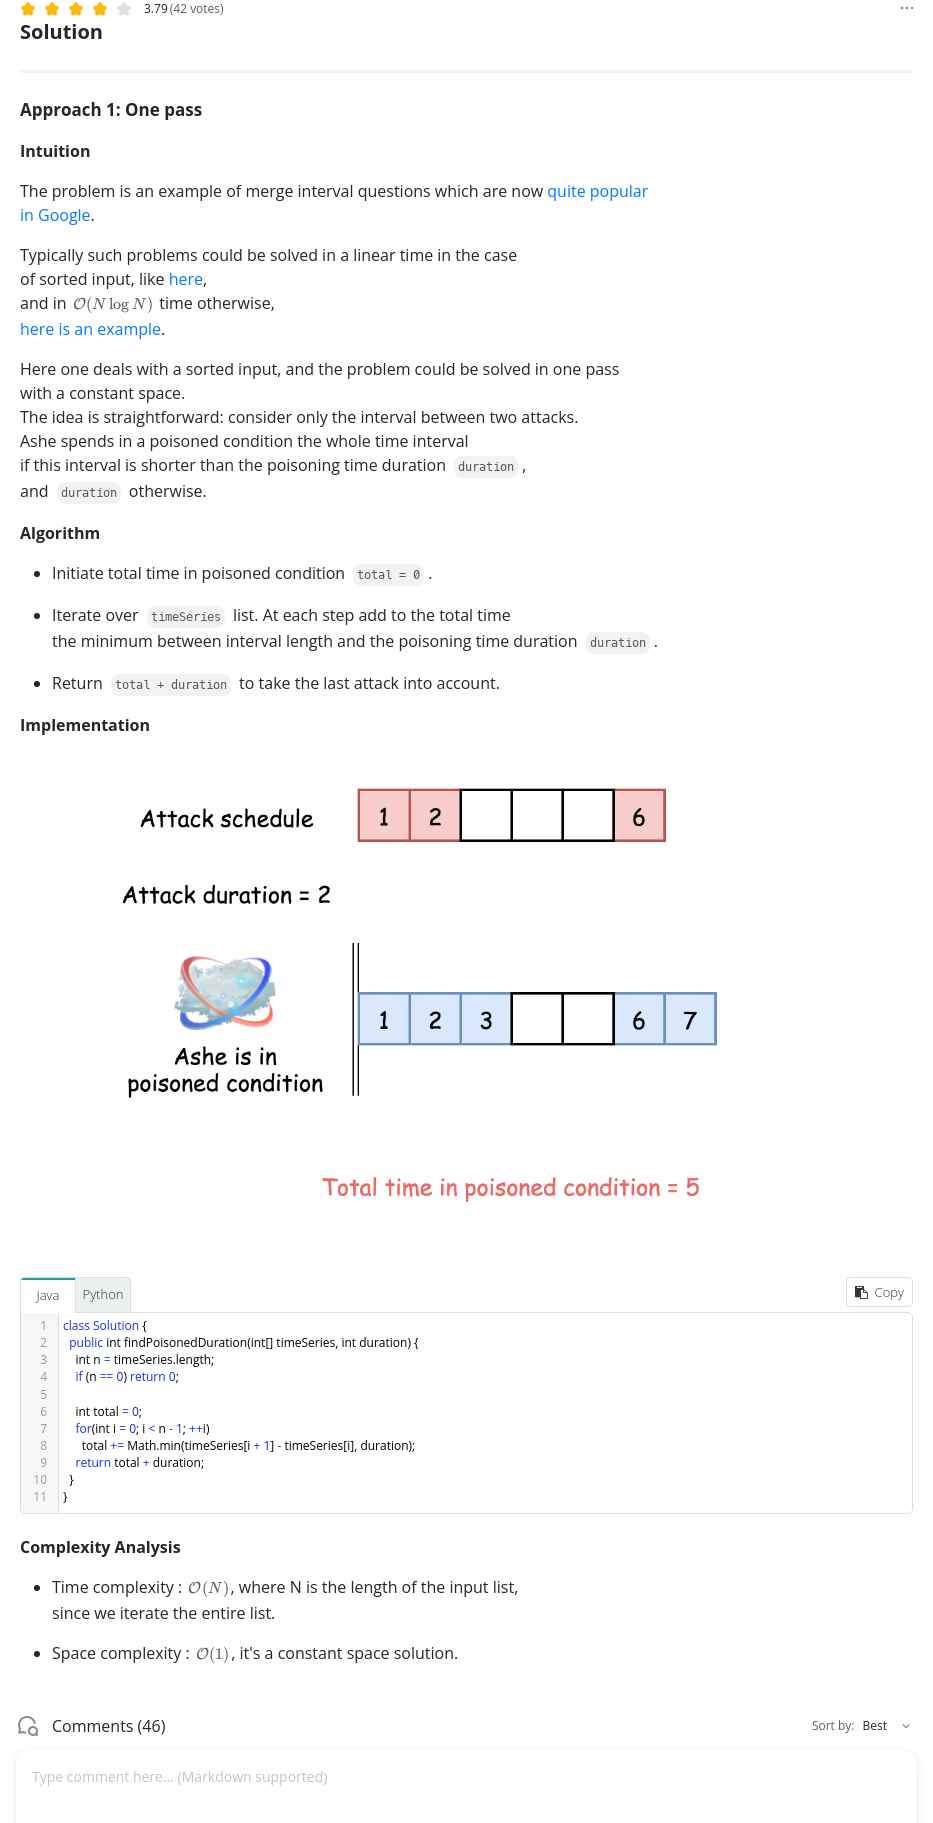 3.79 (42 votes)
Solution
Approach 1: One pass
Intuition
The problem is an example of merge interval questions which are now quite popular
in Google.
Typically such problems could be solved in a linear time in the case
of sorted input, like here,
and in O(N log N) time otherwise,
here is an example.
Here one deals with a sorted input, and the problem could be solved in one pass
with a constant space.
The idea is straightforward: consider only the interval between two attacks.
Ashe spends in a poisoned condition the whole time interval
if this interval is shorter than the poisoning time duration duration ,
and duration otherwise.
Algorithm
• Initiate total time in poisoned condition total = 0 .
• Iterate over timeSeries list. At each step add to the total time
the minimum between interval length and the poisoning time duration duration .
• Return total + duration to take the last attack into account.
Implementation
Attack schedule 1 2 6
Attack duration = 2
1 2 3 6 7
Ashe is in
poisoned condition
Total time in poisoned condition = 5
Java Python Copy
1 class Solution {
2 public int findPoisonedDuration(int[] timeSeries, int duration) {
3 int n = timeSeries.length;
4 if (n == 0) return 0;
5
6 int total = 0;
7 for(int i = 0; i < n - 1; ++i)
8 total += Math.min(timeSeries[i + 1] - timeSeries[i], duration);
9 return total + duration;
10 }
11 }
Complexity Analysis
• Time complexity : O(N), where N is the length of the input list,
since we iterate the entire list.
• Space complexity : O(1), it's a constant space solution.
Comments (46) Sort by: Best
Type comment here... (Markdown supported)